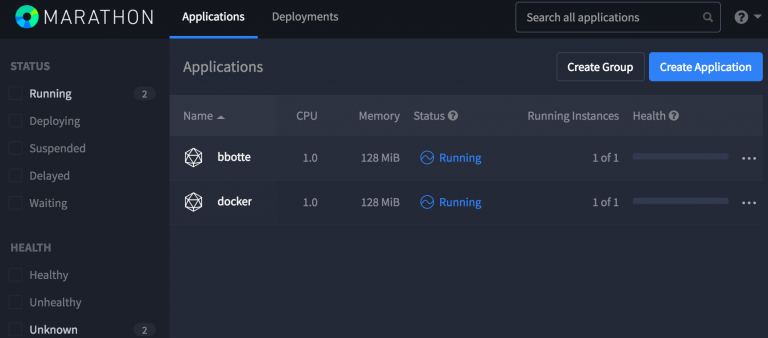 MARATHON
Applications Deployments
Search all applications
STATUS
Running 2
Deploying
Suspended
Delayed
Waiting
HEALTH
Healthy
Unhealthy
Unknown 2
Applications
Create Group Create Application
Name CPU Memory Status ? Running Instances Health ?
bbotte 1.0 128 MiB Running 1 of 1 ...
docker 1.0 128 MiB Running 1 of 1 ...